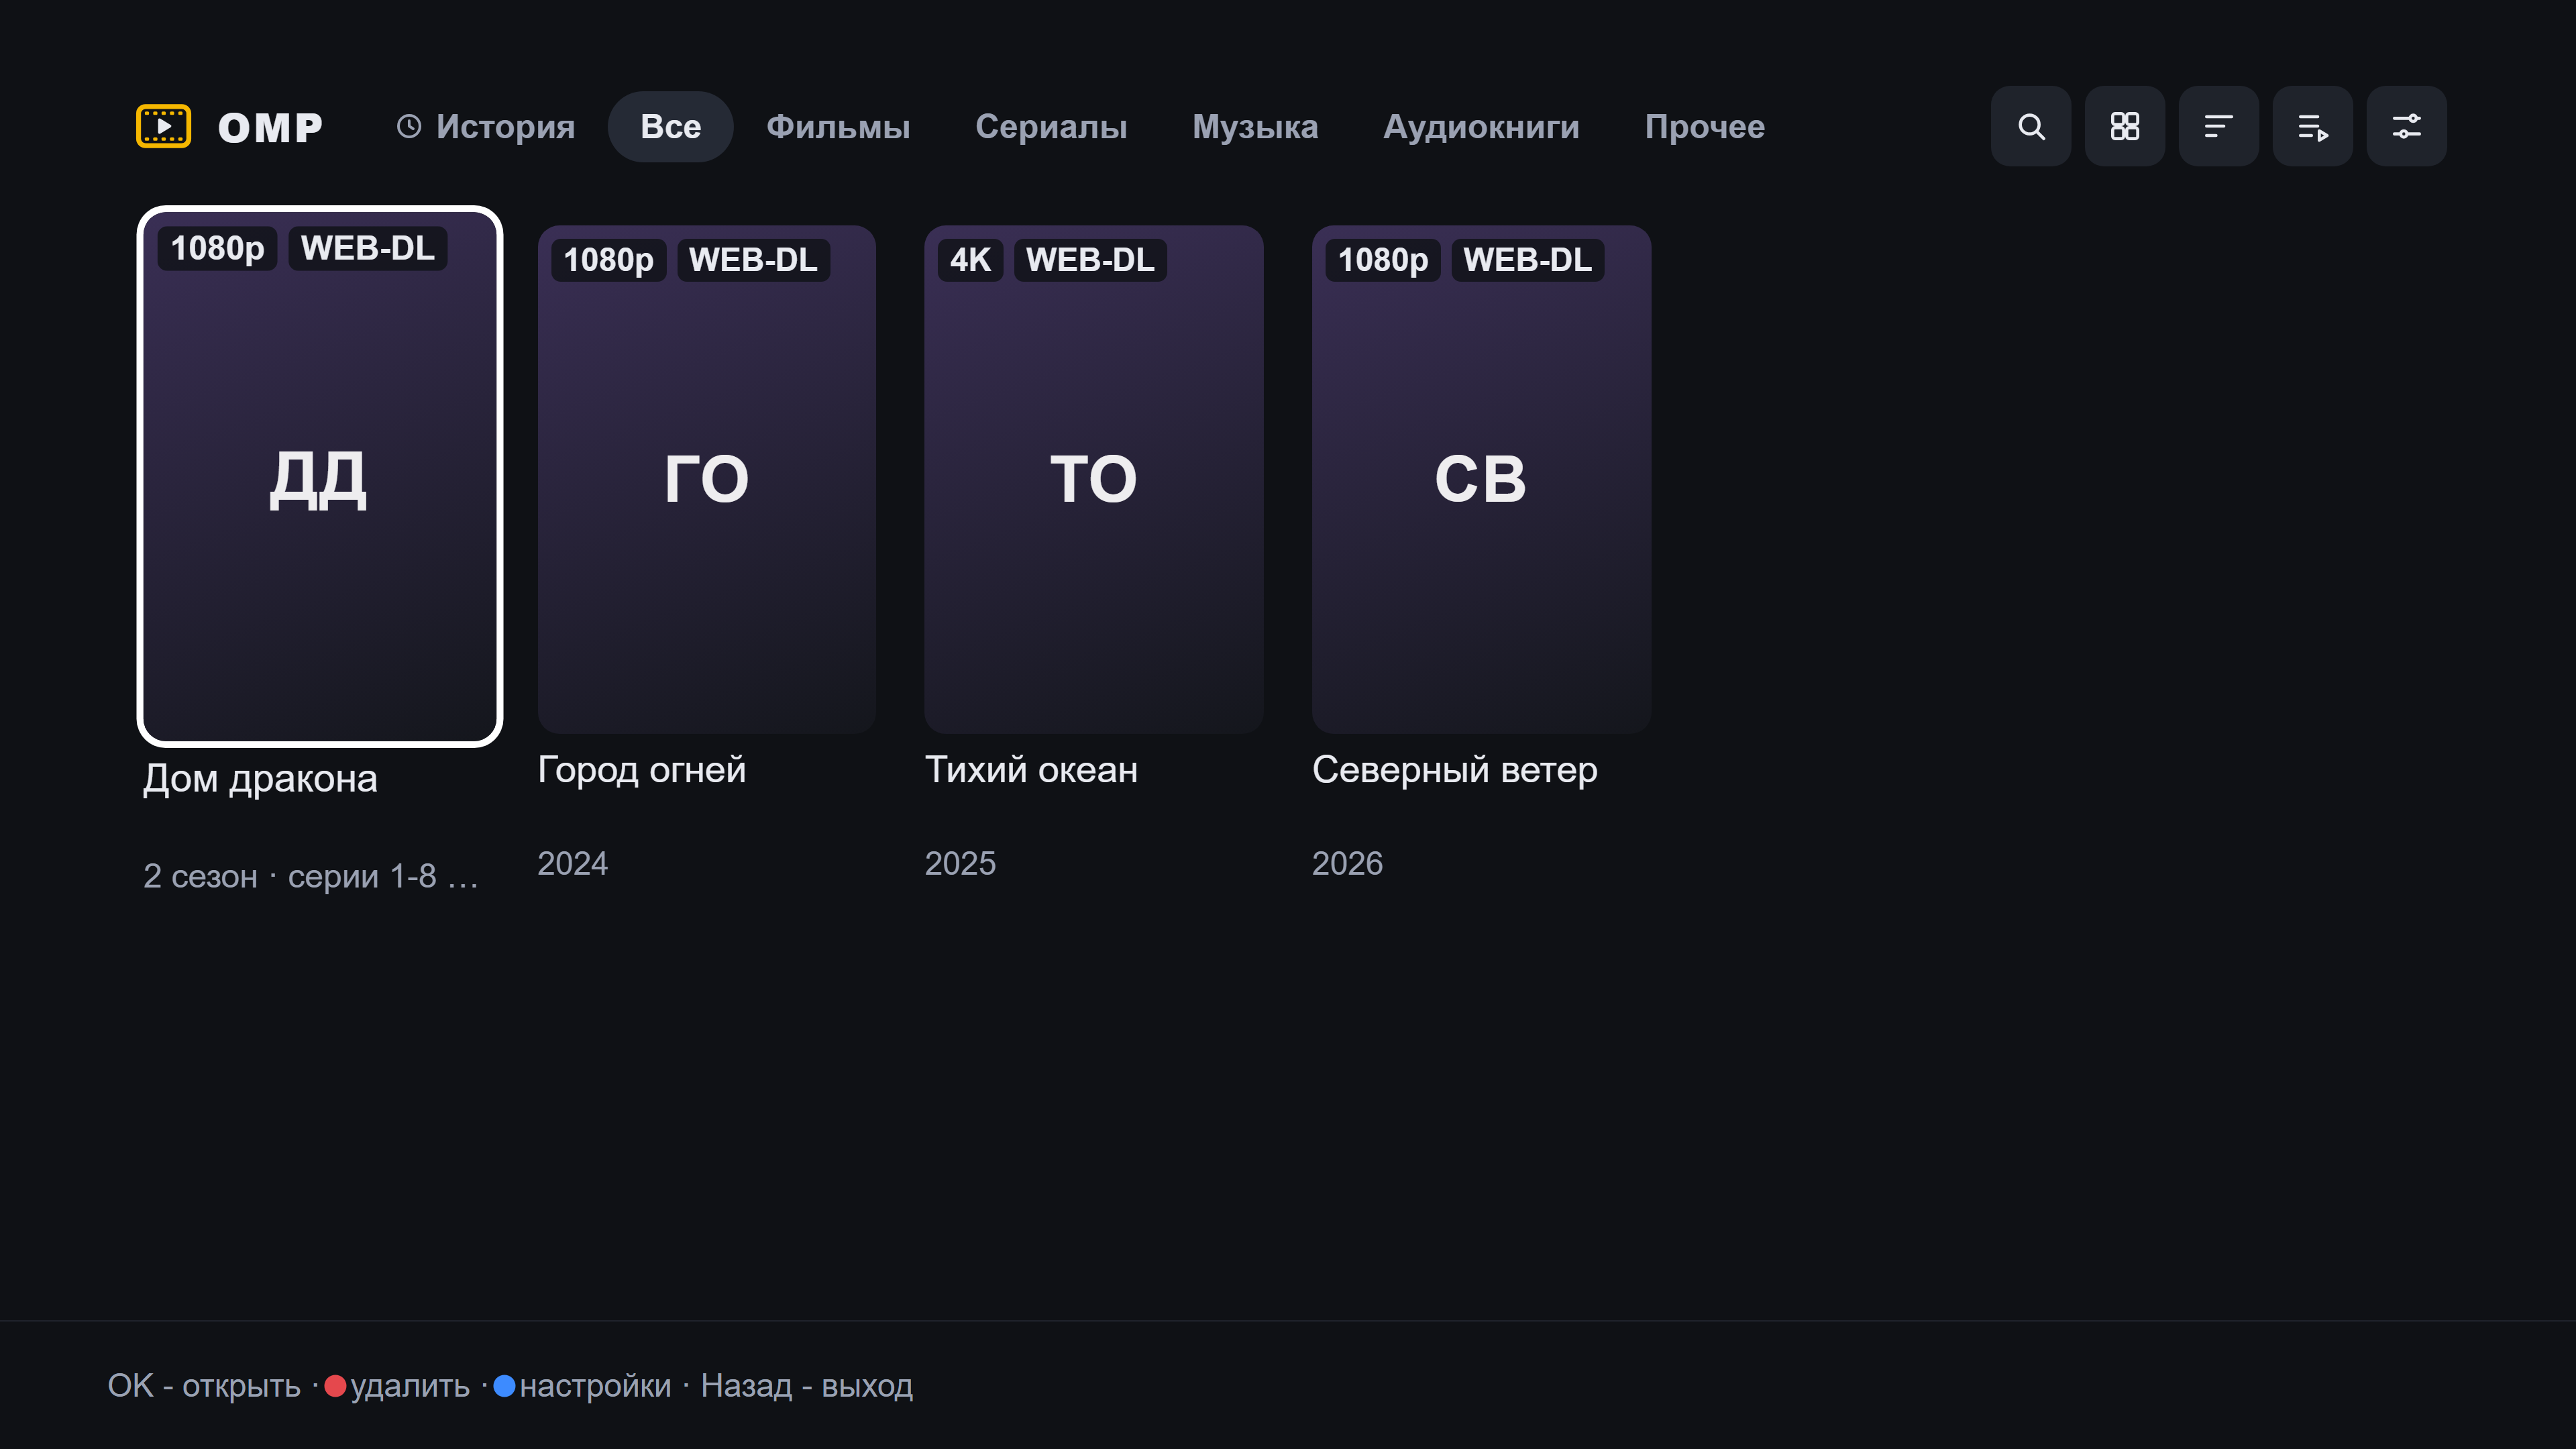 OMP История Все Фильмы Сериалы Музыка Аудиокниги Прочее
1080p WEB-DL
1080p WEB-DL
4K WEB-DL
1080p WEB-DL
ДД
ГО
ТО
СВ
Дом дракона
Город огней
Тихий океан
Северный ветер
2 сезон · серии 1-8 …
2024
2025
2026
OK - открыть · удалить · настройки · Назад - выход